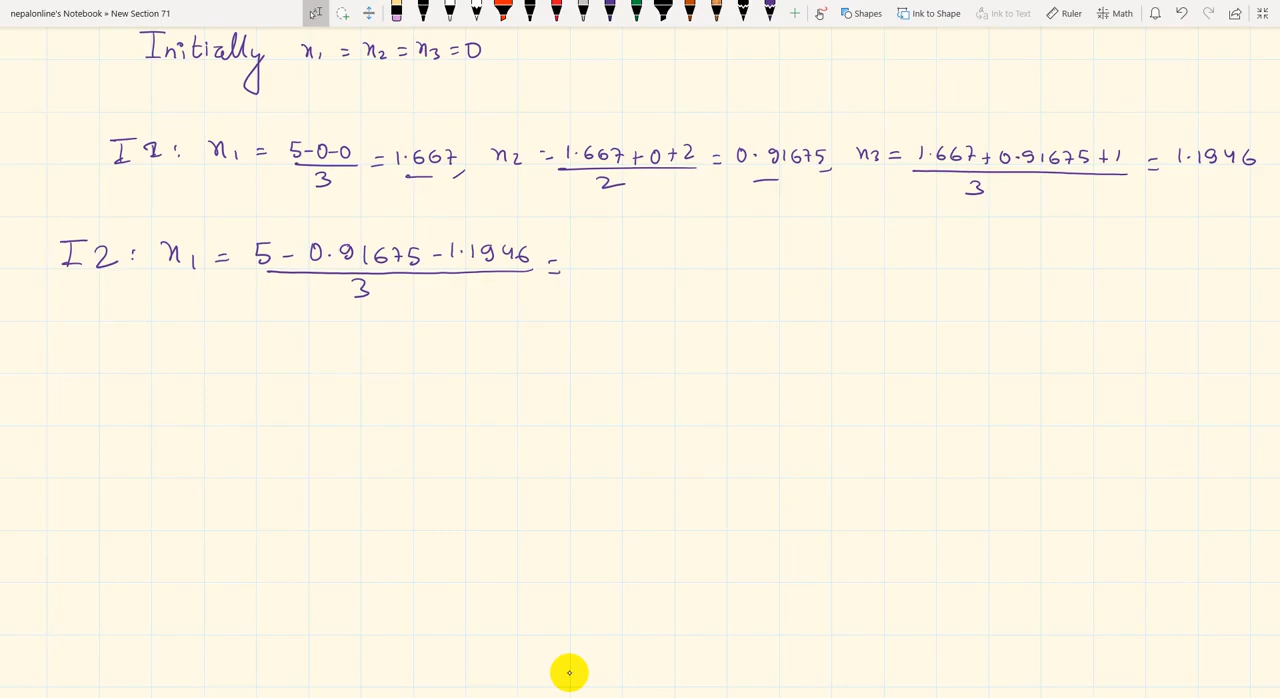 nepalonline's Notebook » New Section 71 Shapes Ink to Shape Ink to Text Ruler Math
Initially x1 = x2 = x3 = 0
I1: x1 = (5-0-0)/3 = 1.667, x2 = (1.667+0+2)/2 = 0.91675, x3 = (1.667+0.91675+1)/3 = 1.1946
I2: x1 = (5-0.91675-1.1946)/3 =